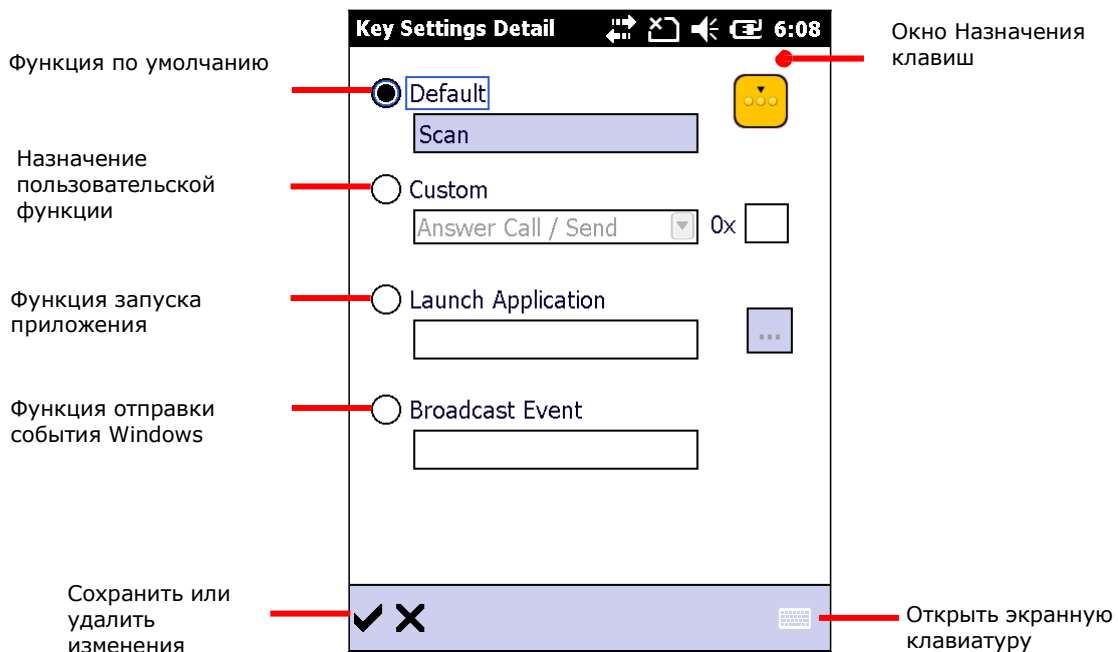 Key Settings Detail 6:08
Окно Назначения
клавиш
Функция по умолчанию
Default
Scan
Назначение
пользовательской
функции
Custom
Answer Call / Send 0x
Функция запуска
приложения
Launch Application
...
Функция отправки
события Windows
Broadcast Event
Сохранить или
удалить
изменения
Открыть экранную
клавиатуру